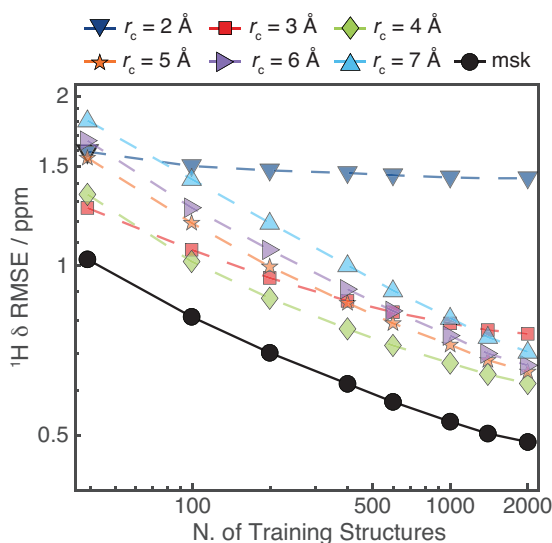 r_c = 2 Å r_c = 3 Å r_c = 4 Å
r_c = 5 Å r_c = 6 Å r_c = 7 Å msk
2
1.5
1
0.5
¹H δ RMSE / ppm
100 500 1000 2000
N. of Training Structures